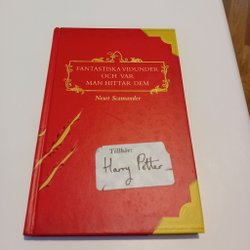 FANTASTISKA VIDUNDER
OCH VAR
MAN HITTAR DEM
Newt Scamander
Tillhör:
Harry Potter